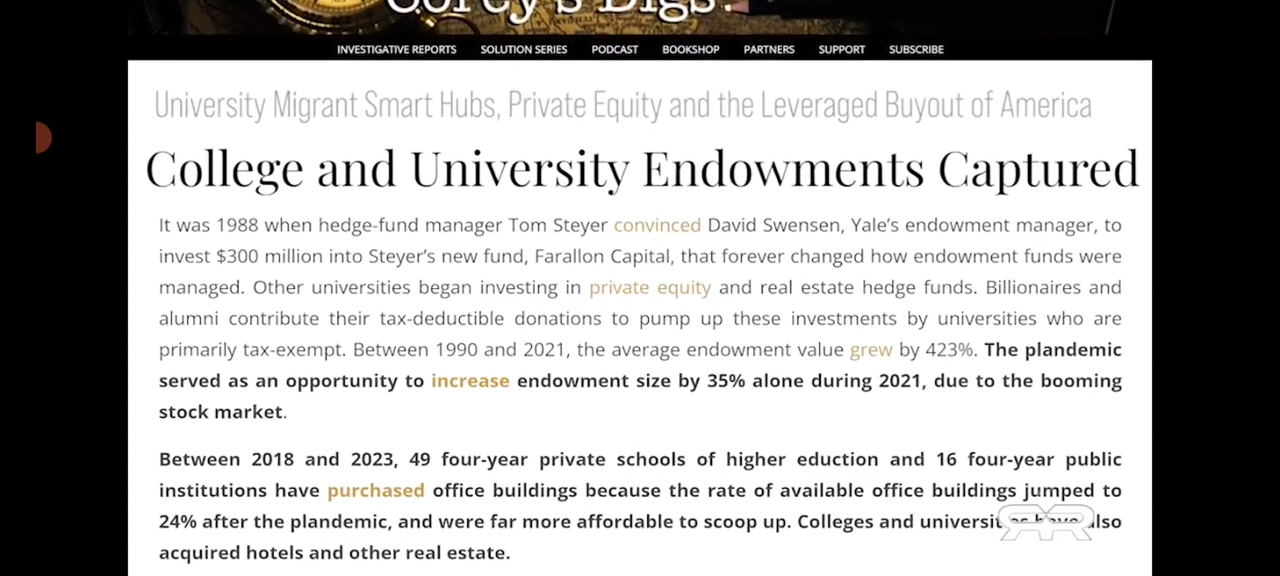 Corey's Digs.
INVESTIGATIVE REPORTS SOLUTION SERIES PODCAST BOOKSHOP PARTNERS SUPPORT SUBSCRIBE
University Migrant Smart Hubs, Private Equity and the Leveraged Buyout of America
College and University Endowments Captured
It was 1988 when hedge-fund manager Tom Steyer convinced David Swensen, Yale's endowment manager, to
invest $300 million into Steyer's new fund, Farallon Capital, that forever changed how endowment funds were
managed. Other universities began investing in private equity and real estate hedge funds. Billionaires and
alumni contribute their tax-deductible donations to pump up these investments by universities who are
primarily tax-exempt. Between 1990 and 2021, the average endowment value grew by 423%. The plandemic
served as an opportunity to increase endowment size by 35% alone during 2021, due to the booming
stock market.
Between 2018 and 2023, 49 four-year private schools of higher eduction and 16 four-year public
institutions have purchased office buildings because the rate of available office buildings jumped to
24% after the plandemic, and were far more affordable to scoop up. Colleges and universities have also
acquired hotels and other real estate.